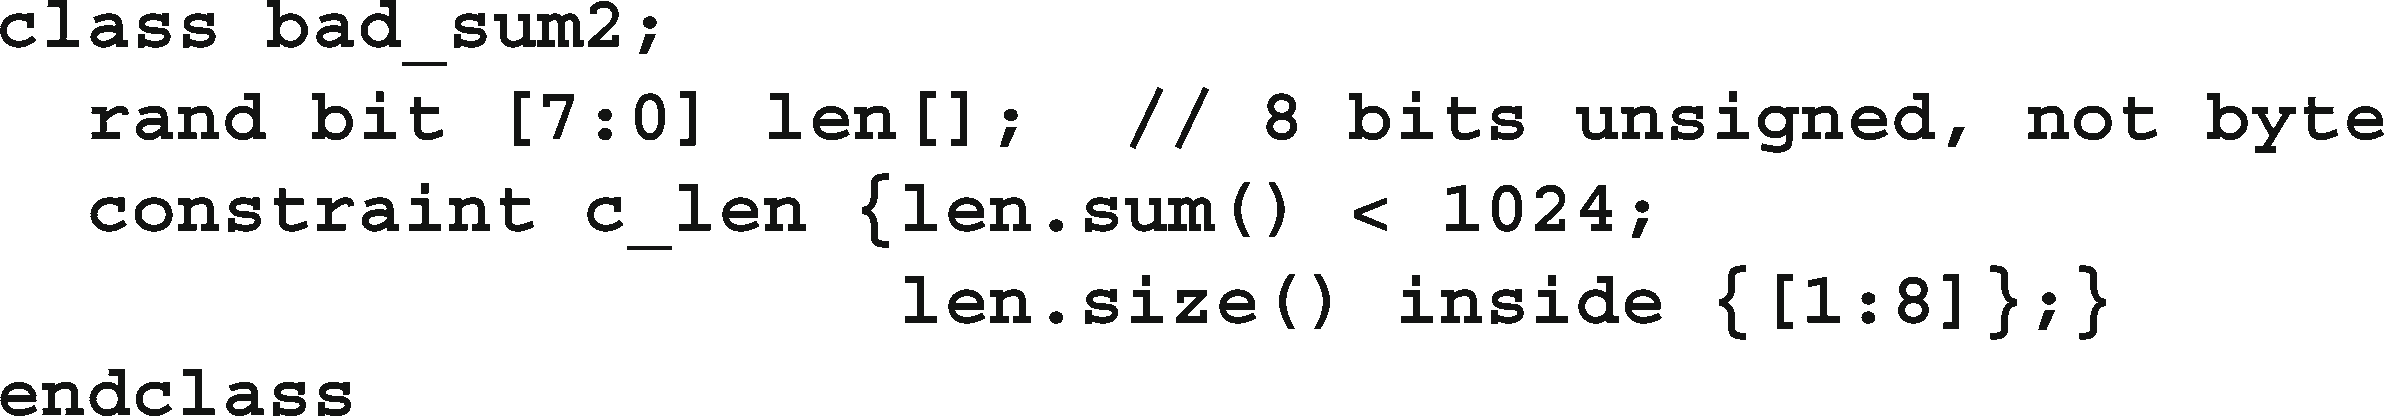 class bad_sum2;
  rand bit [7:0] len[];  // 8 bits unsigned, not byte
  constraint c_len {len.sum() < 1024;
                    len.size() inside {[1:8]};}
endclass